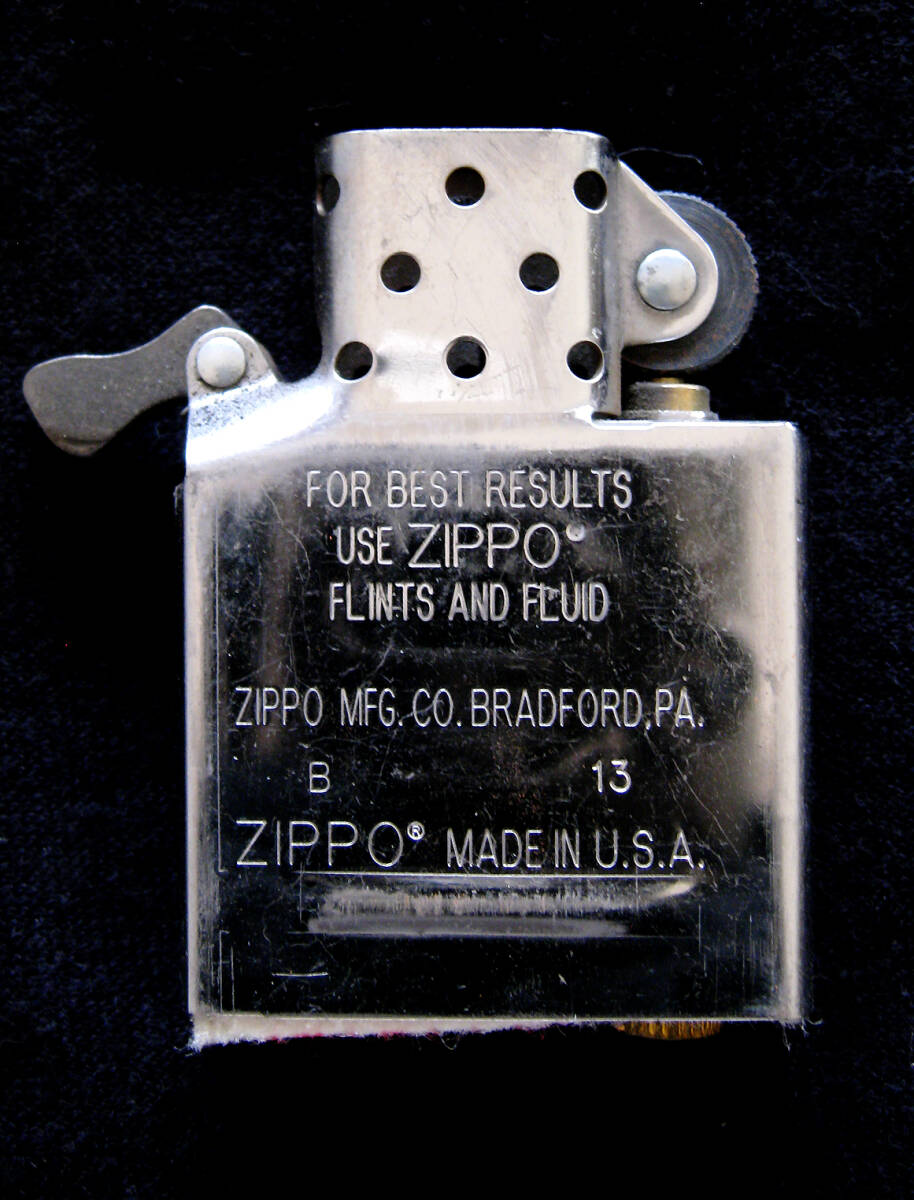 FOR BEST RESULTS
USE ZIPPO®
FLINTS AND FLUID
ZIPPO MFG. CO. BRADFORD, PA.
B 13
ZIPPO® MADE IN U.S.A.